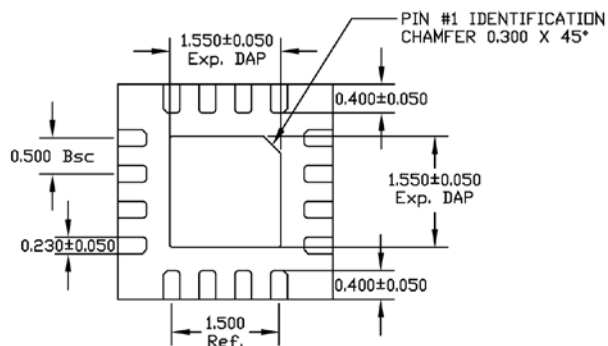 PIN #1 IDENTIFICATION
CHAMFER 0.300 X 45°
1.550±0.050
Exp. DAP
0.400±0.050
0.500 Bsc
1.550±0.050
Exp. DAP
0.230±0.050
0.400±0.050
1.500
Ref.